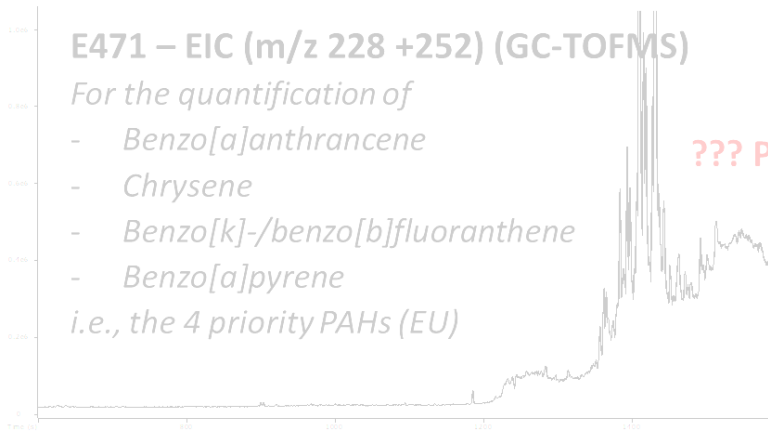 E471 – EIC (m/z 228 +252) (GC-TOFMS)
For the quantification of
- Benzo[a]anthrancene
- Chrysene
??? P
- Benzo[k]-/benzo[b]fluoranthene
- Benzo[a]pyrene
i.e., the 4 priority PAHs (EU)